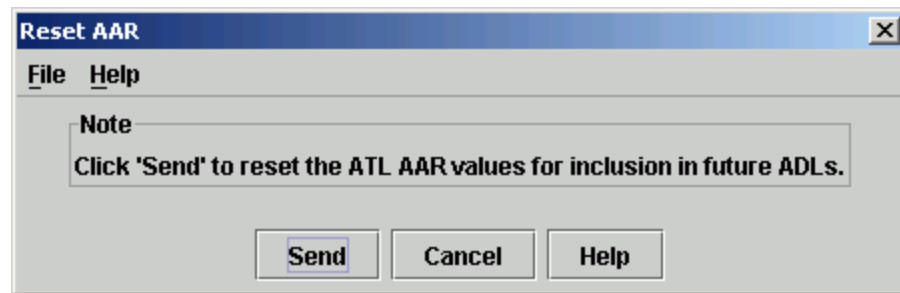 Reset AAR
File Help
Note
Click 'Send' to reset the ATL AAR values for inclusion in future ADLs.
Send Cancel Help